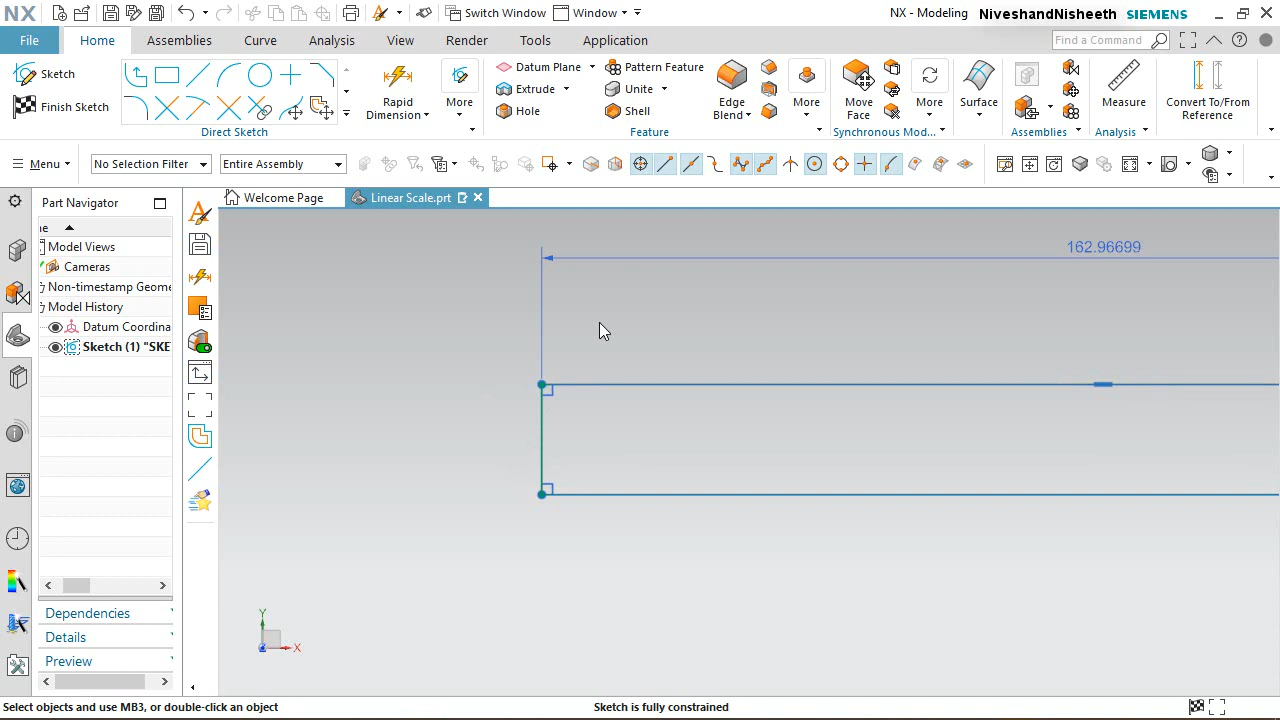 NX Switch Window Window NX - Modeling NiveshandNisheeth SIEMENS
File Home Assemblies Curve Analysis View Render Tools Application Find a Command
Sketch
Finish Sketch
Direct Sketch
Rapid
Dimension
More
Datum Plane
Extrude
Hole
Pattern Feature
Unite
Shell
Edge
Blend
More
Feature
Move
Face
More
Synchronous Mod...
Surface
Assemblies
Measure
Analysis
Convert To/From
Reference
Menu No Selection Filter Entire Assembly
Part Navigator
Welcome Page Linear Scale.prt
Model Views
Cameras
Non-timestamp Geome
Model History
Datum Coordina
Sketch (1) "SKE
Dependencies
Details
Preview
162.96699
Y
X
Select objects and use MB3, or double-click an object Sketch is fully constrained